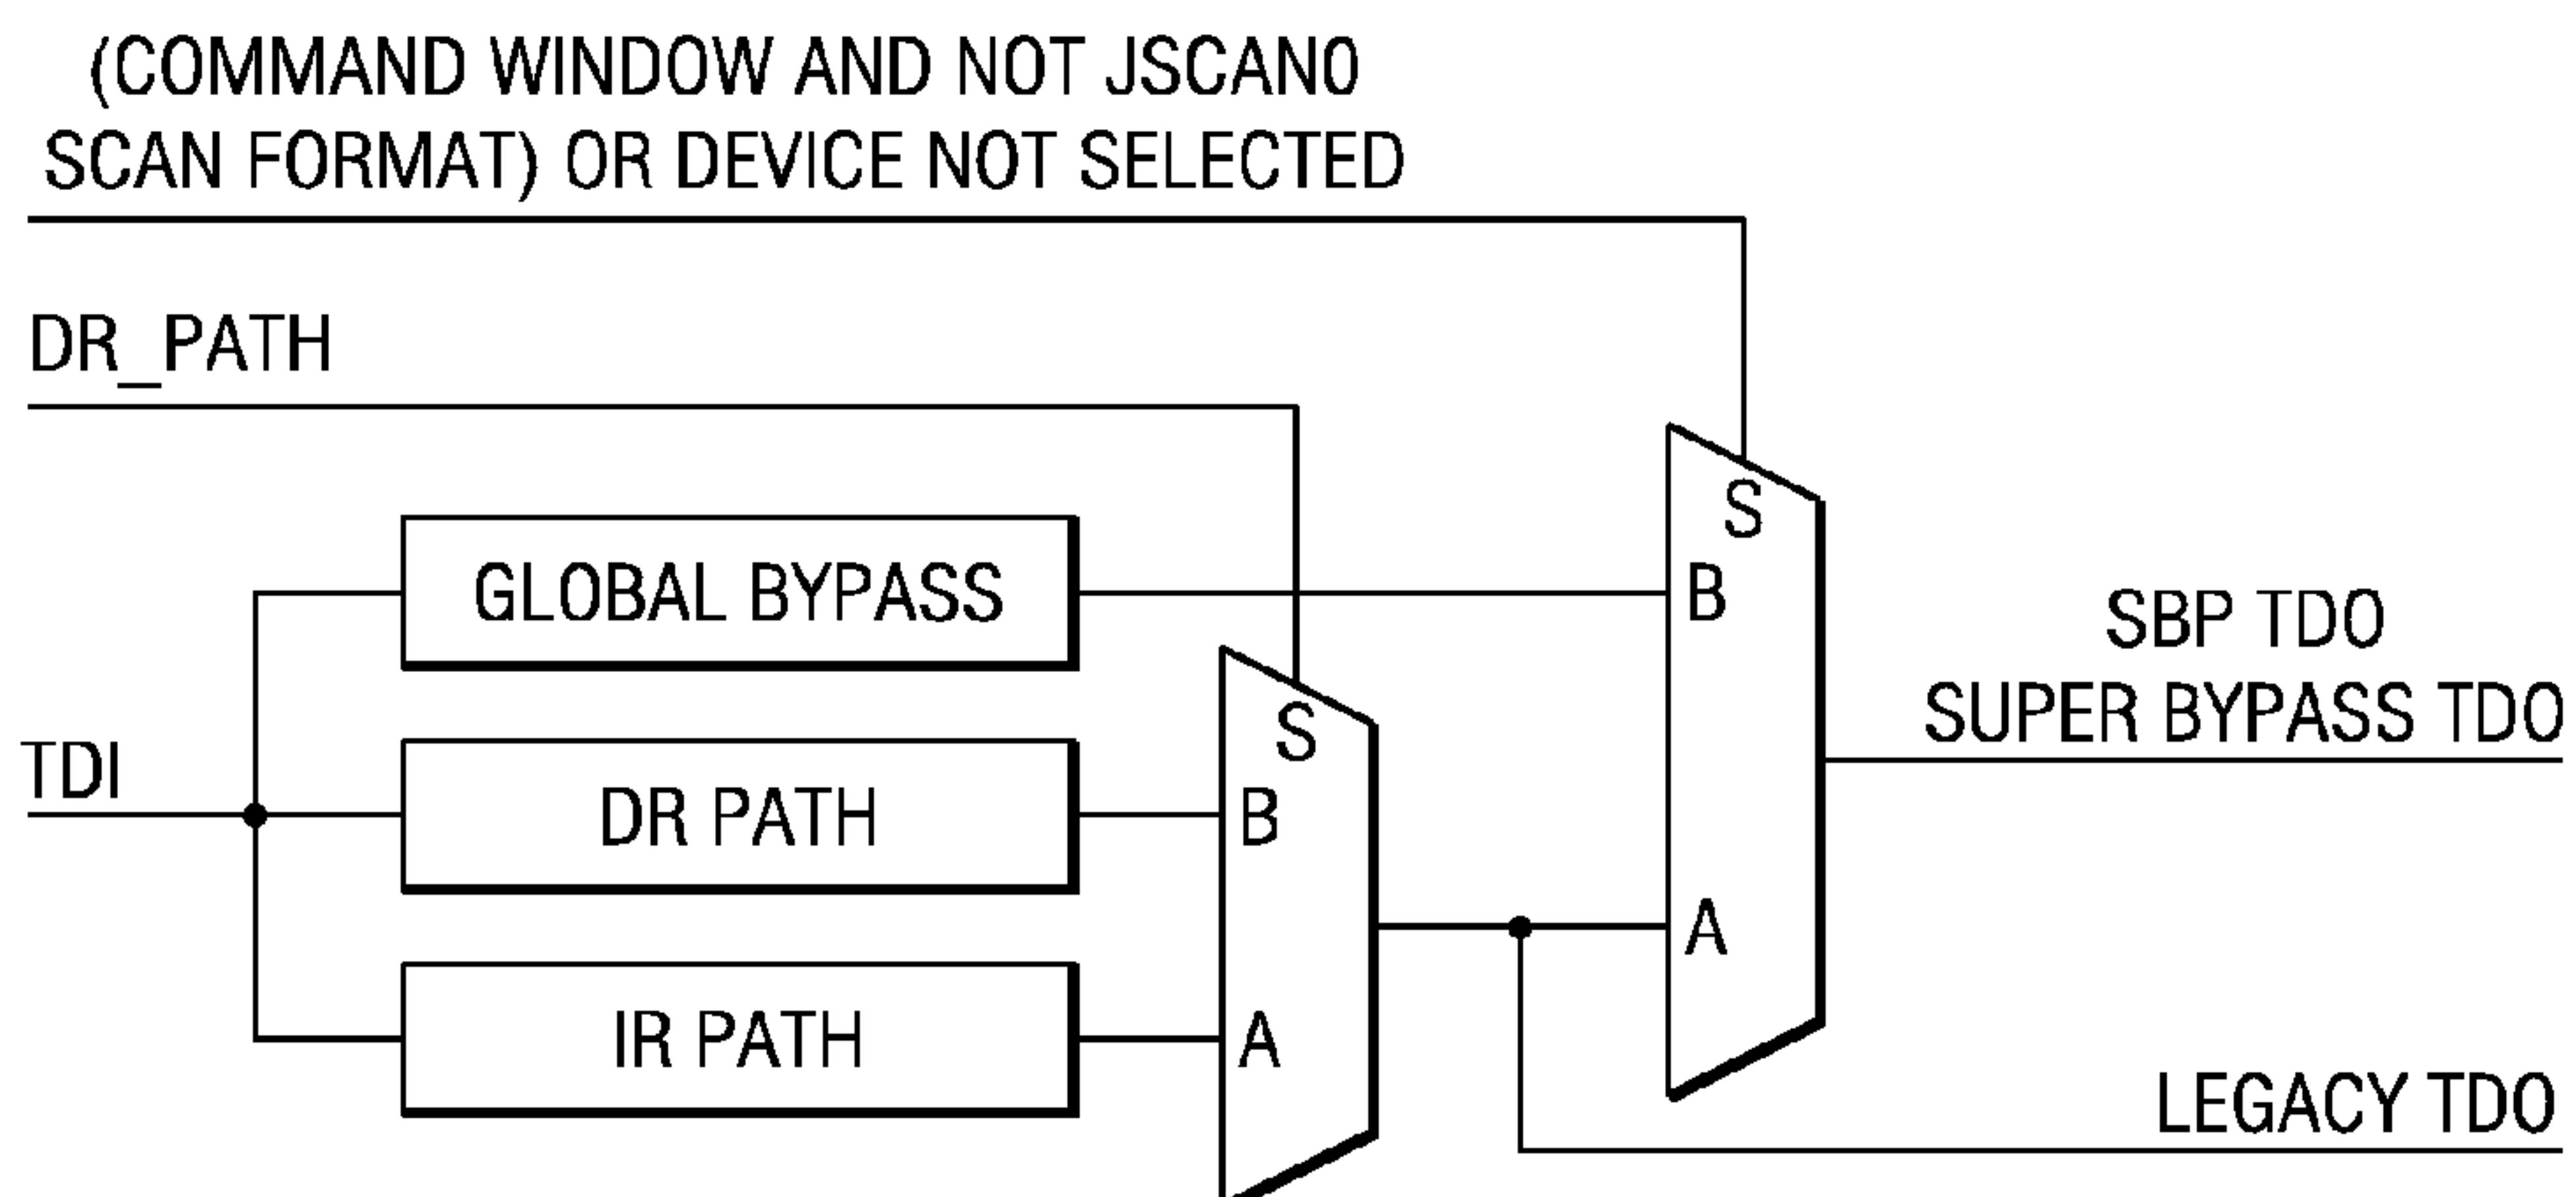 (COMMAND WINDOW AND NOT JSCAN0
SCAN FORMAT) OR DEVICE NOT SELECTED
DR_PATH
S
GLOBAL BYPASS
B
SBP TDO
SUPER BYPASS TDO
S
TDI
DR PATH
B
A
IR PATH
A
LEGACY TDO